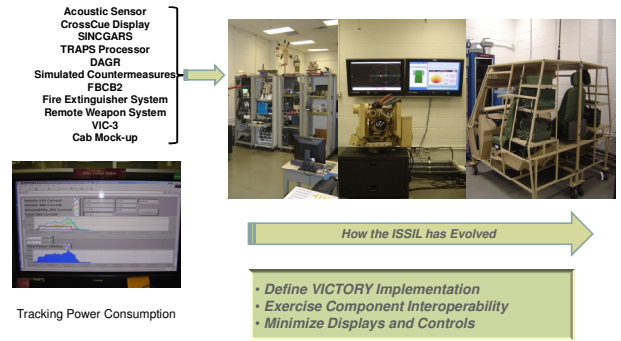 Acoustic Sensor
CrossCue Display
SINCGARS
TRAPS Processor
DAGR
Simulated Countermeasures
FBCB2
Fire Extinguisher System
Remote Weapon System
VIC-3
Cab Mock-up
How the ISSIL has Evolved
• Define VICTORY Implementation
• Exercise Component Interoperability
• Minimize Displays and Controls
Tracking Power Consumption